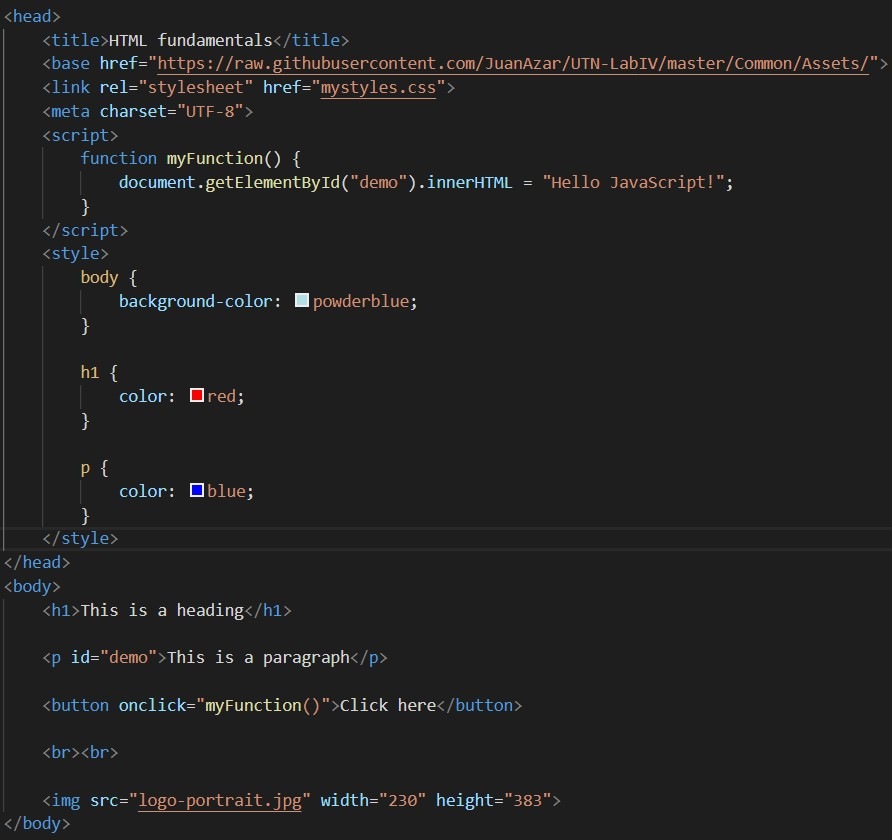 <head>
    <title>HTML fundamentals</title>
    <base href="https://raw.githubusercontent.com/JuanAzar/UTN-LabIV/master/Common/Assets/">
    <link rel="stylesheet" href="mystyles.css">
    <meta charset="UTF-8">
    <script>
        function myFunction() {
            document.getElementById("demo").innerHTML = "Hello JavaScript!";
        }
    </script>
    <style>
        body {
            background-color: powderblue;
        }

        h1 {
            color: red;
        }

        p {
            color: blue;
        }
    </style>
</head>
<body>
    <h1>This is a heading</h1>

    <p id="demo">This is a paragraph</p>

    <button onclick="myFunction()">Click here</button>

    <br><br>

    <img src="logo-portrait.jpg" width="230" height="383">
</body>